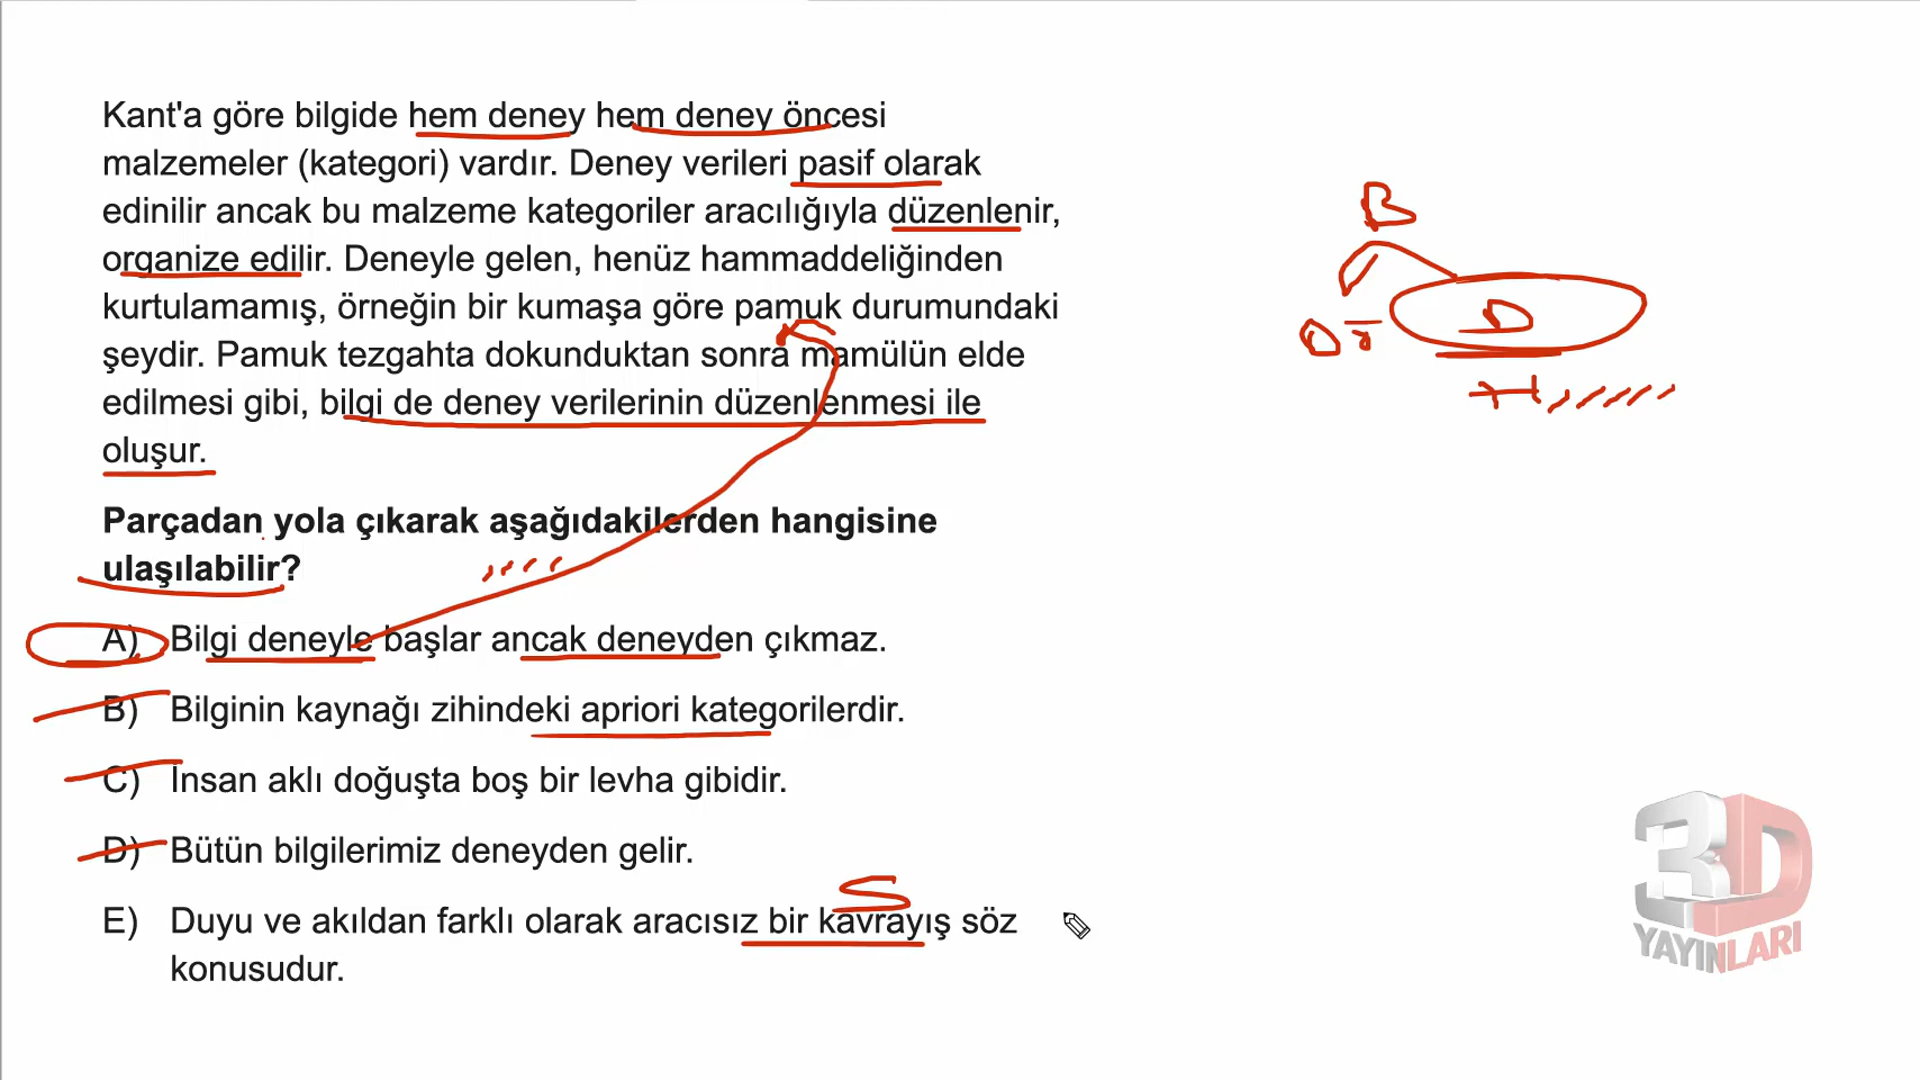 Kant'a göre bilgide hem deney hem deney öncesi
malzemeler (kategori) vardır. Deney verileri pasif olarak
edinilir ancak bu malzeme kategoriler aracılığıyla düzenlenir,
organize edilir. Deneyle gelen, henüz hammaddeliğinden
kurtulamamış, örneğin bir kumaşa göre pamuk durumundaki
şeydir. Pamuk tezgahta dokunduktan sonra mamülün elde
edilmesi gibi, bilgi de deney verilerinin düzenlenmesi ile
oluşur.
Parçadan yola çıkarak aşağıdakilerden hangisine
ulaşılabilir?
A) Bilgi deneyle başlar ancak deneyden çıkmaz.
B) Bilginin kaynağı zihindeki apriori kategorilerdir.
C) İnsan aklı doğuşta boş bir levha gibidir.
D) Bütün bilgilerimiz deneyden gelir.
S
E) Duyu ve akıldan farklı olarak aracısız bir kavrayış söz
konusudur.
B
D
3D
YAYINLARI